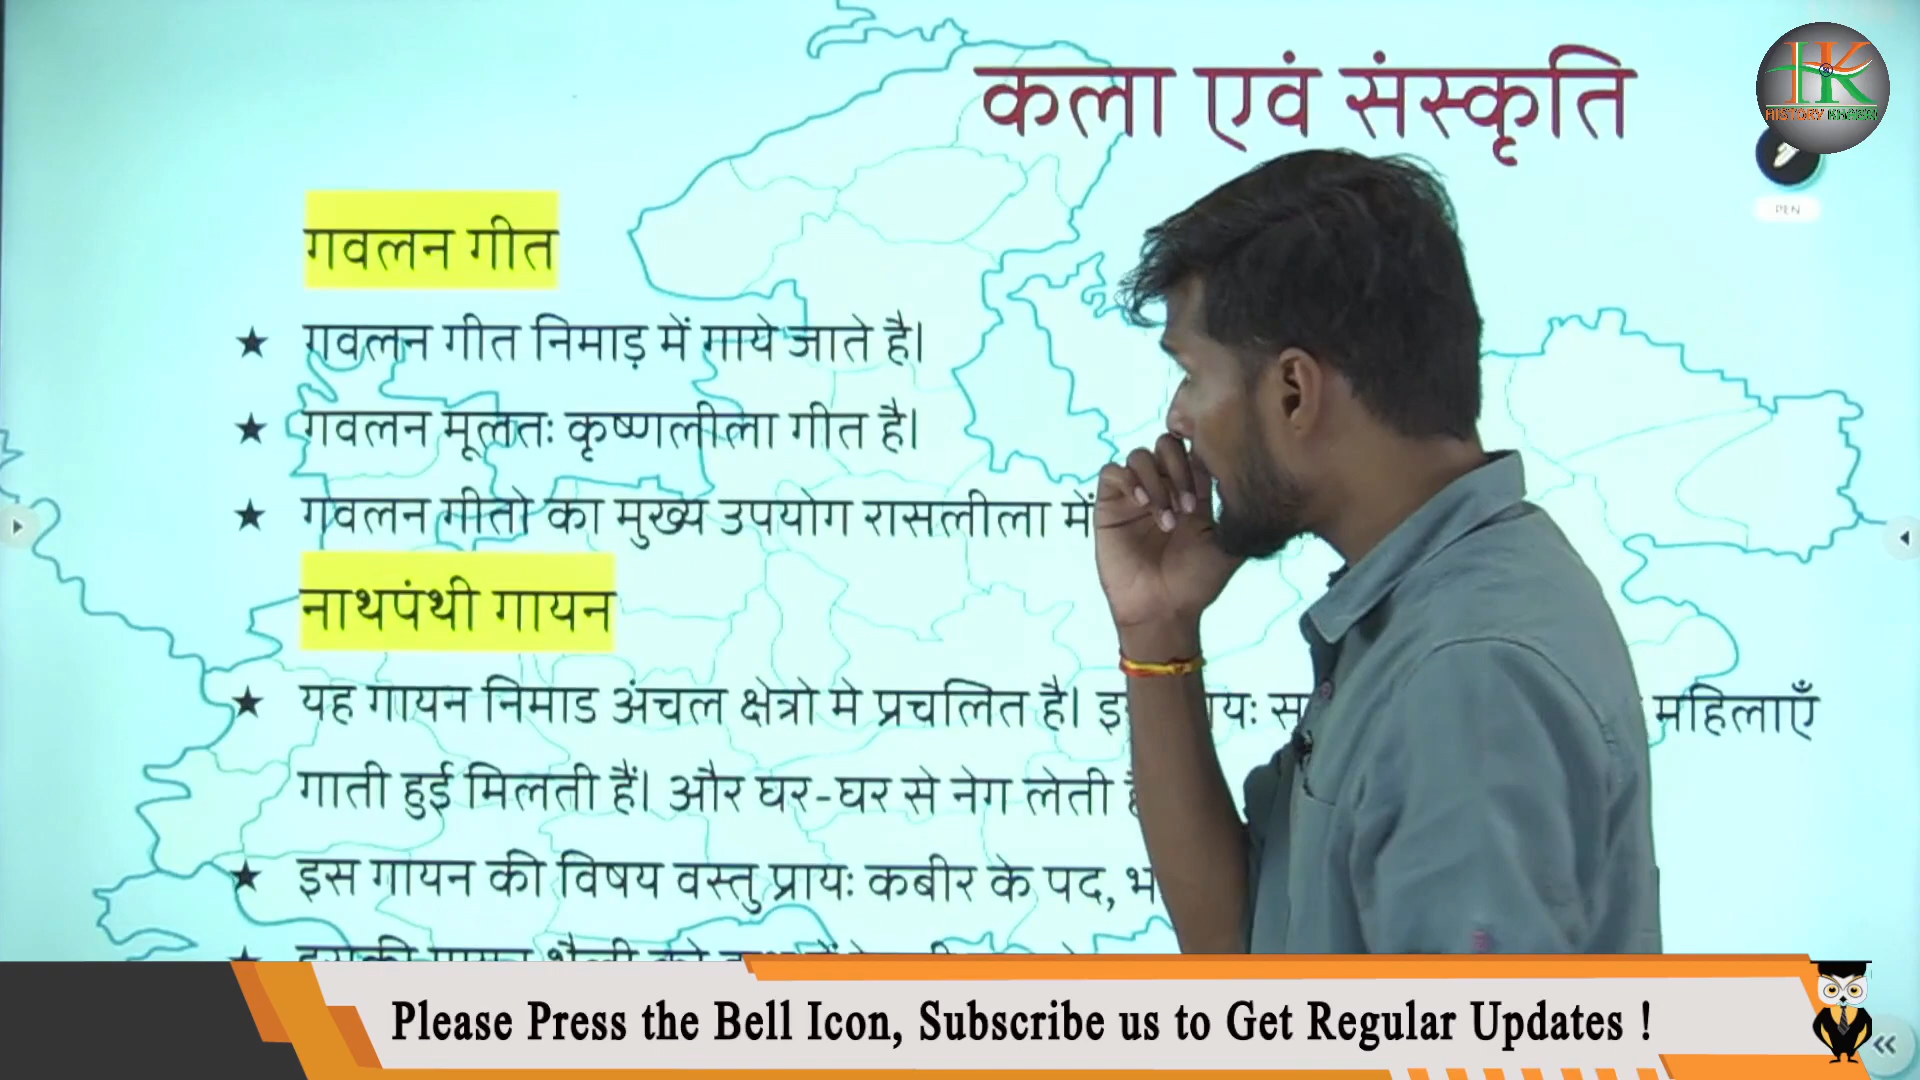 कला एवं संस्कृति
HISTORY
PEN
गवलन गीत
★ गवलन गीत निमाड़ में गाये जाते है।
★ गवलन मूलतः कृष्णलीला गीत है।
★ गवलन गीतो का मुख्य उपयोग रासलीला में
नाथपंथी गायन
★ यह गायन निमाड अंचल क्षेत्रो मे प्रचलित है। महिलाएँ
गाती हुई मिलती हैं। और घर-घर से नेग लेती
★ इस गायन की विषय वस्तु प्रायः कबीर के पद,
Please Press the Bell Icon, Subscribe us to Get Regular Updates !